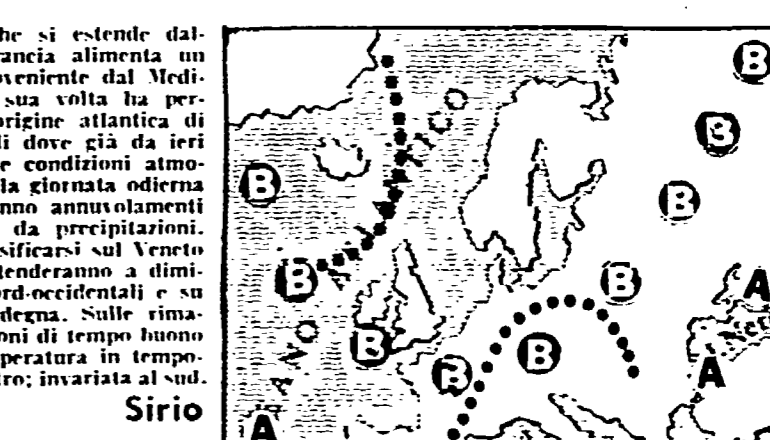 he si estende dal-
rancia alimenta un
oveniente dal Medi-
sua volta ha per-
origine atlantica di
li dove già da ieri
e condizioni atmo-
la giornata odierna
nno annuvolamenti
da precipitazioni.
sificarsi sul Veneto
tenderanno a dimi-
ord-occidentali e su
degna. Sulle rima-
oni di tempo buono
peratura in tempo-
ro; invariata al sud.
Sirio
B
B
B
B
B
B
A
B
B
B
A
A